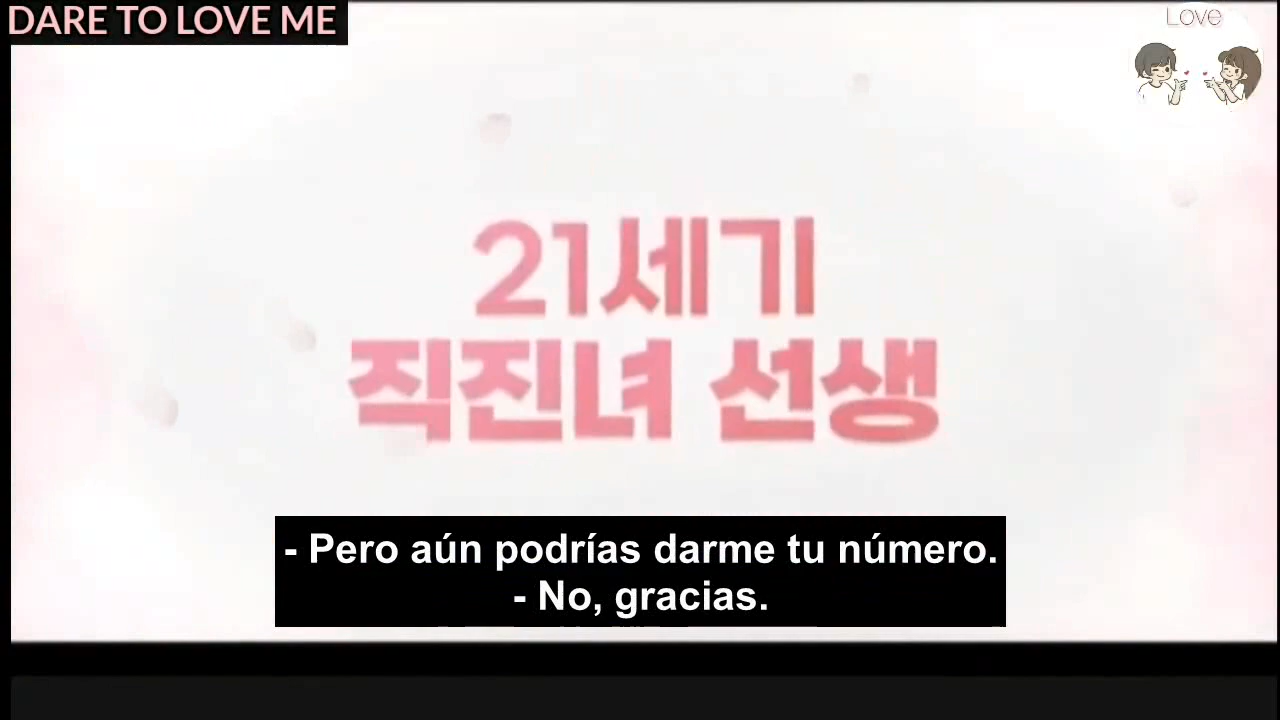 DARE TO LOVE ME
Love
21세기
직진녀 선생
- Pero aún podrías darme tu número.
- No, gracias.